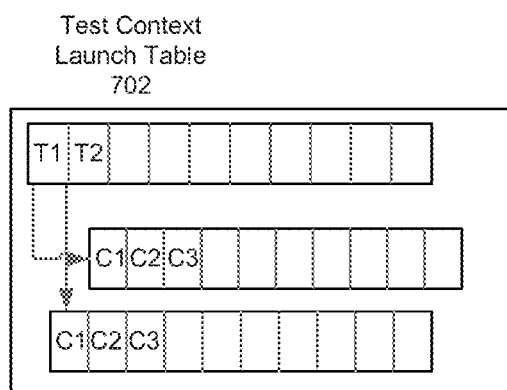 Test Context
Launch Table
702
T1 T2
C1 C2 C3
C1 C2 C3